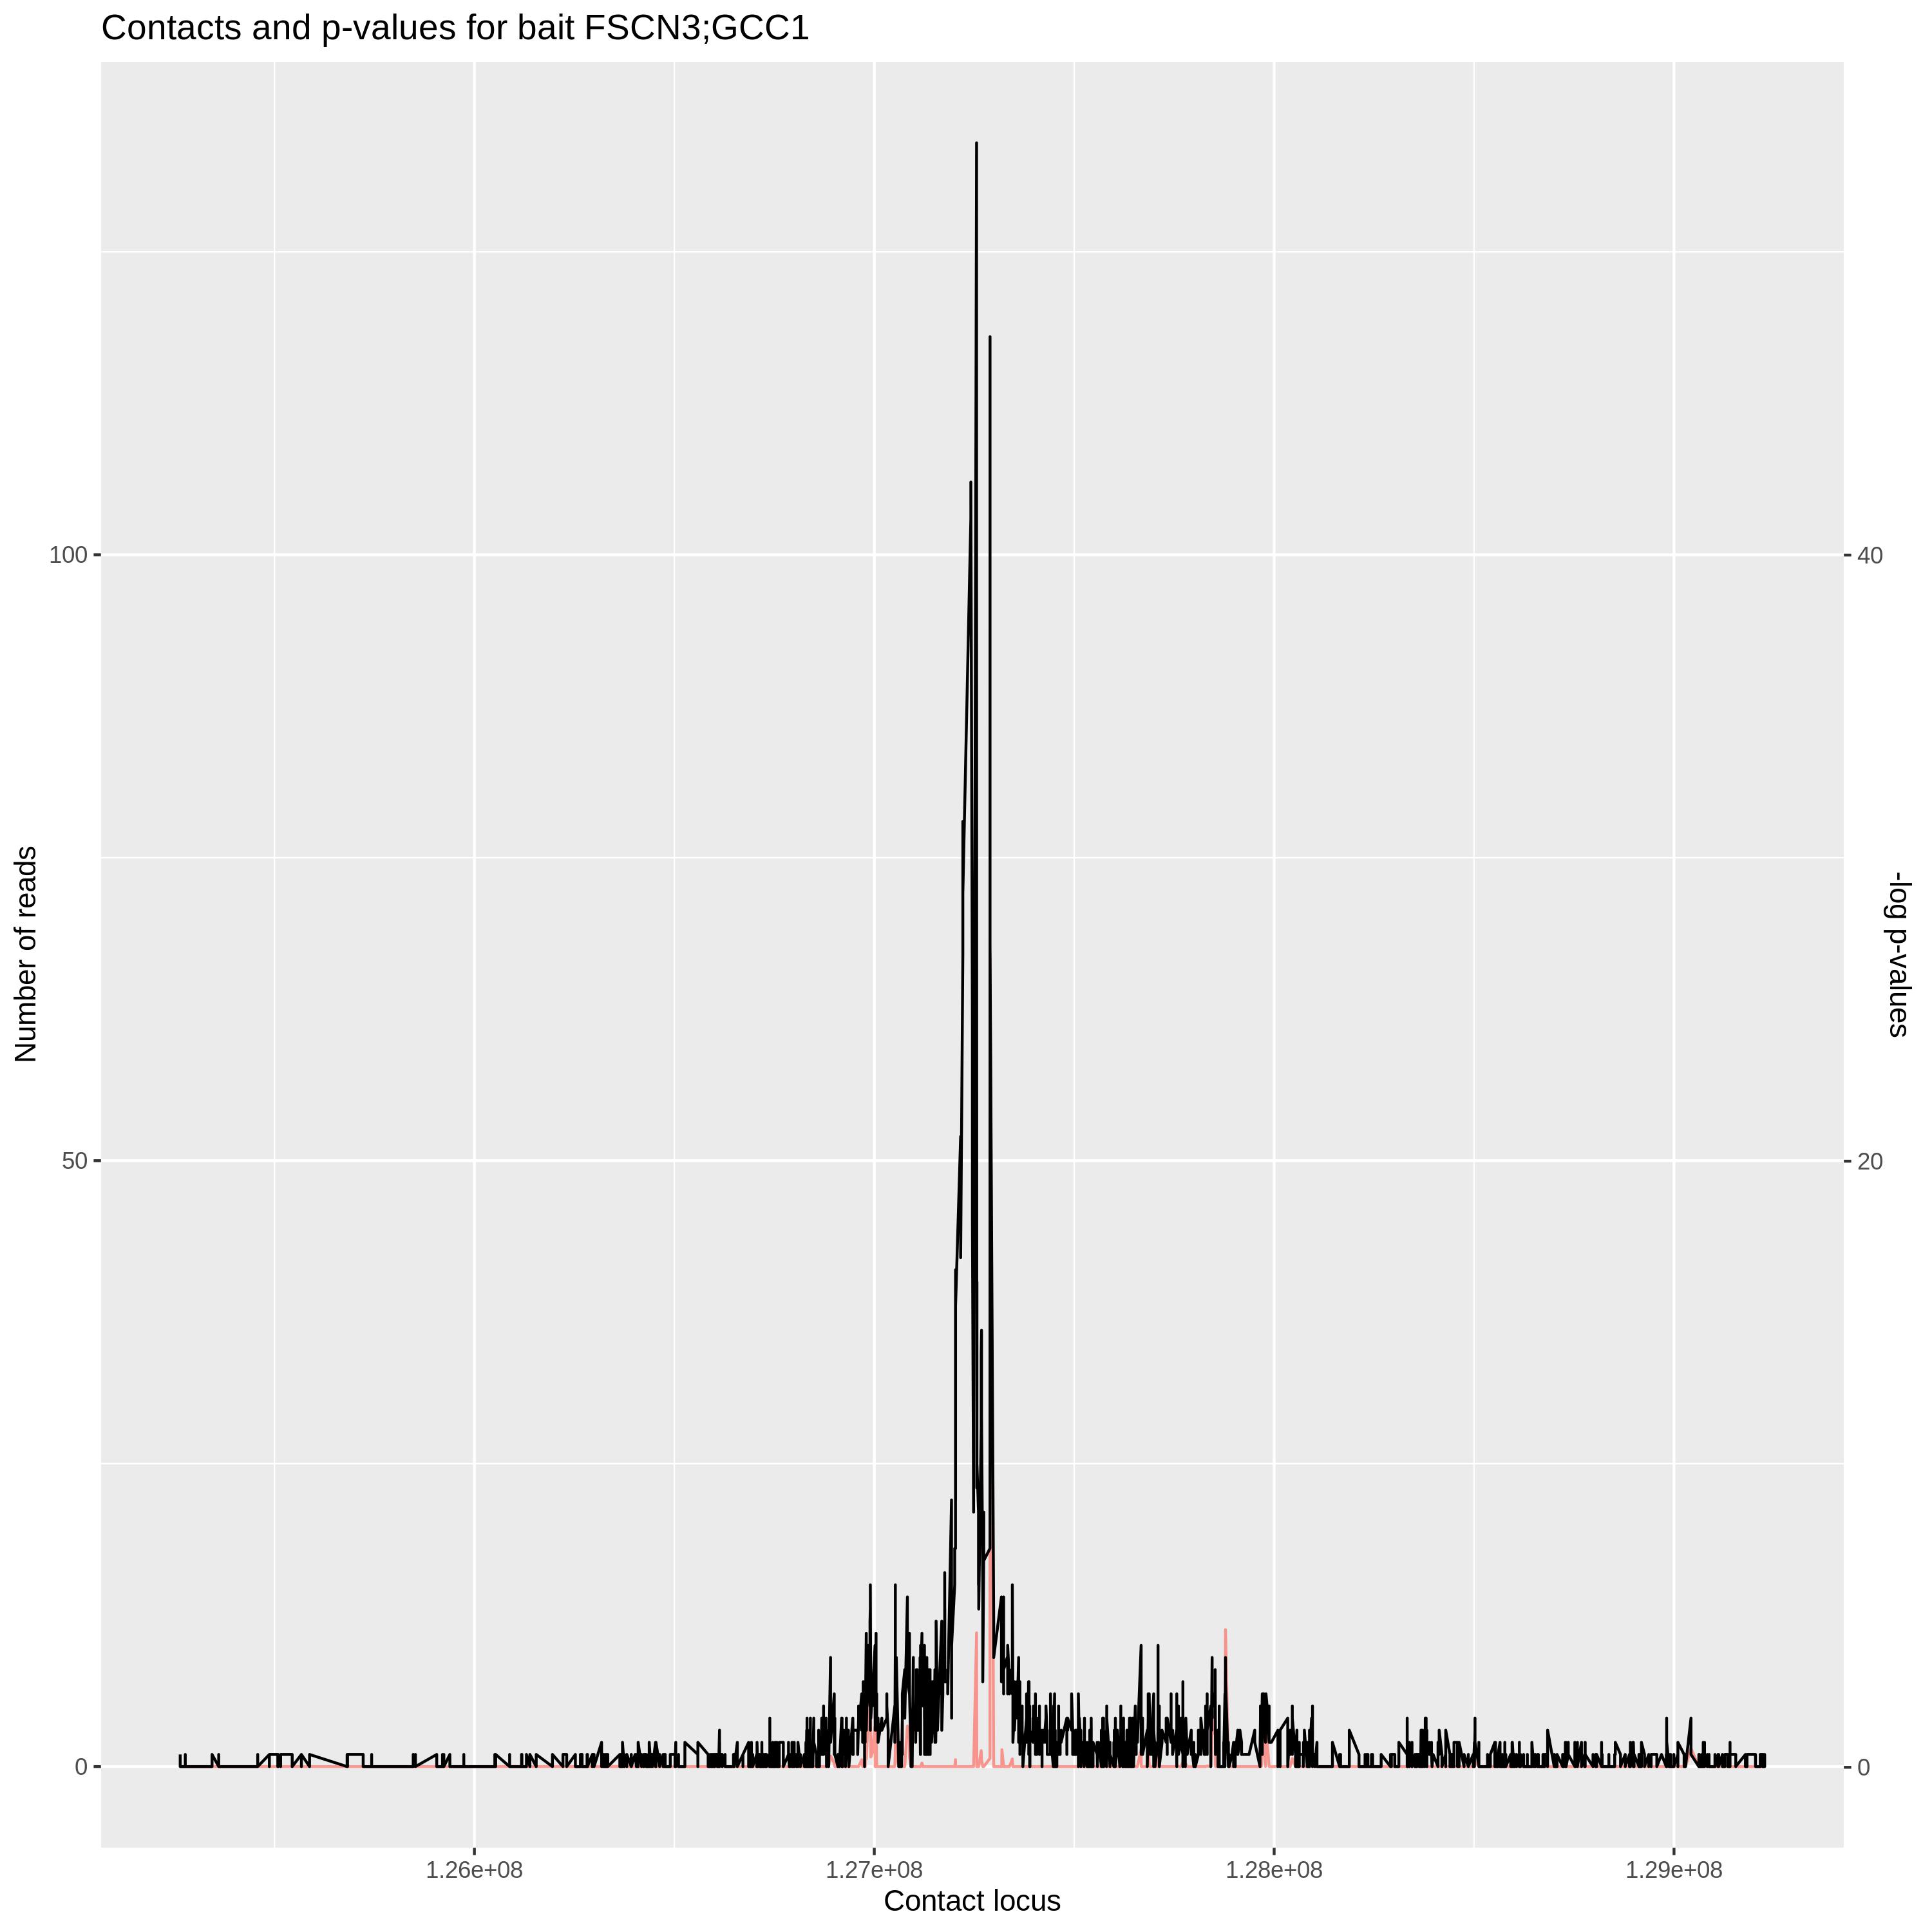 Contacts and p-values for bait FSCN3;GCC1
100
50
0
Number of reads
40
20
0
-log p-values
1.26e+08
1.27e+08
1.28e+08
1.29e+08
Contact locus